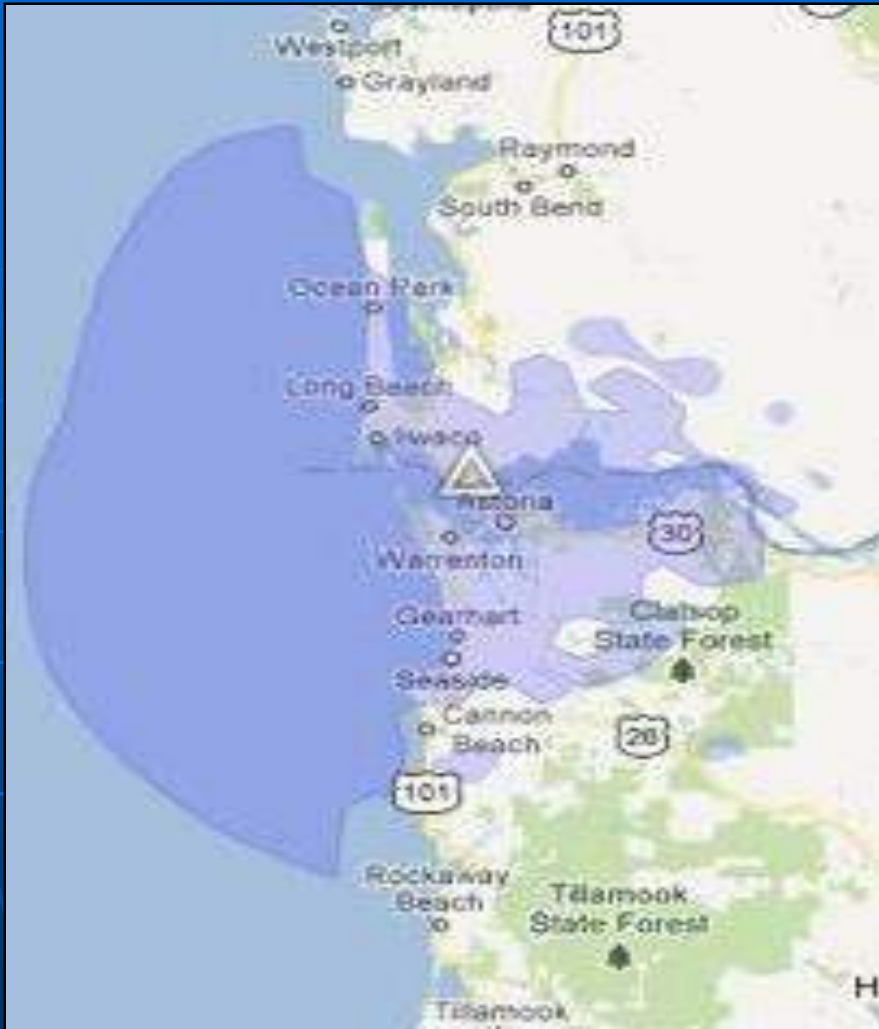 101
Westport
Grayland
Raymond
South Bend
Ocean Park
Long Beach
Ilwaco
Astoria
30
Warrenton
Gearhart
Clatsop
State Forest
Seaside
Cannon
Beach
26
101
Rockaway
Beach
Tillamook
State Forest
H
Tillamook